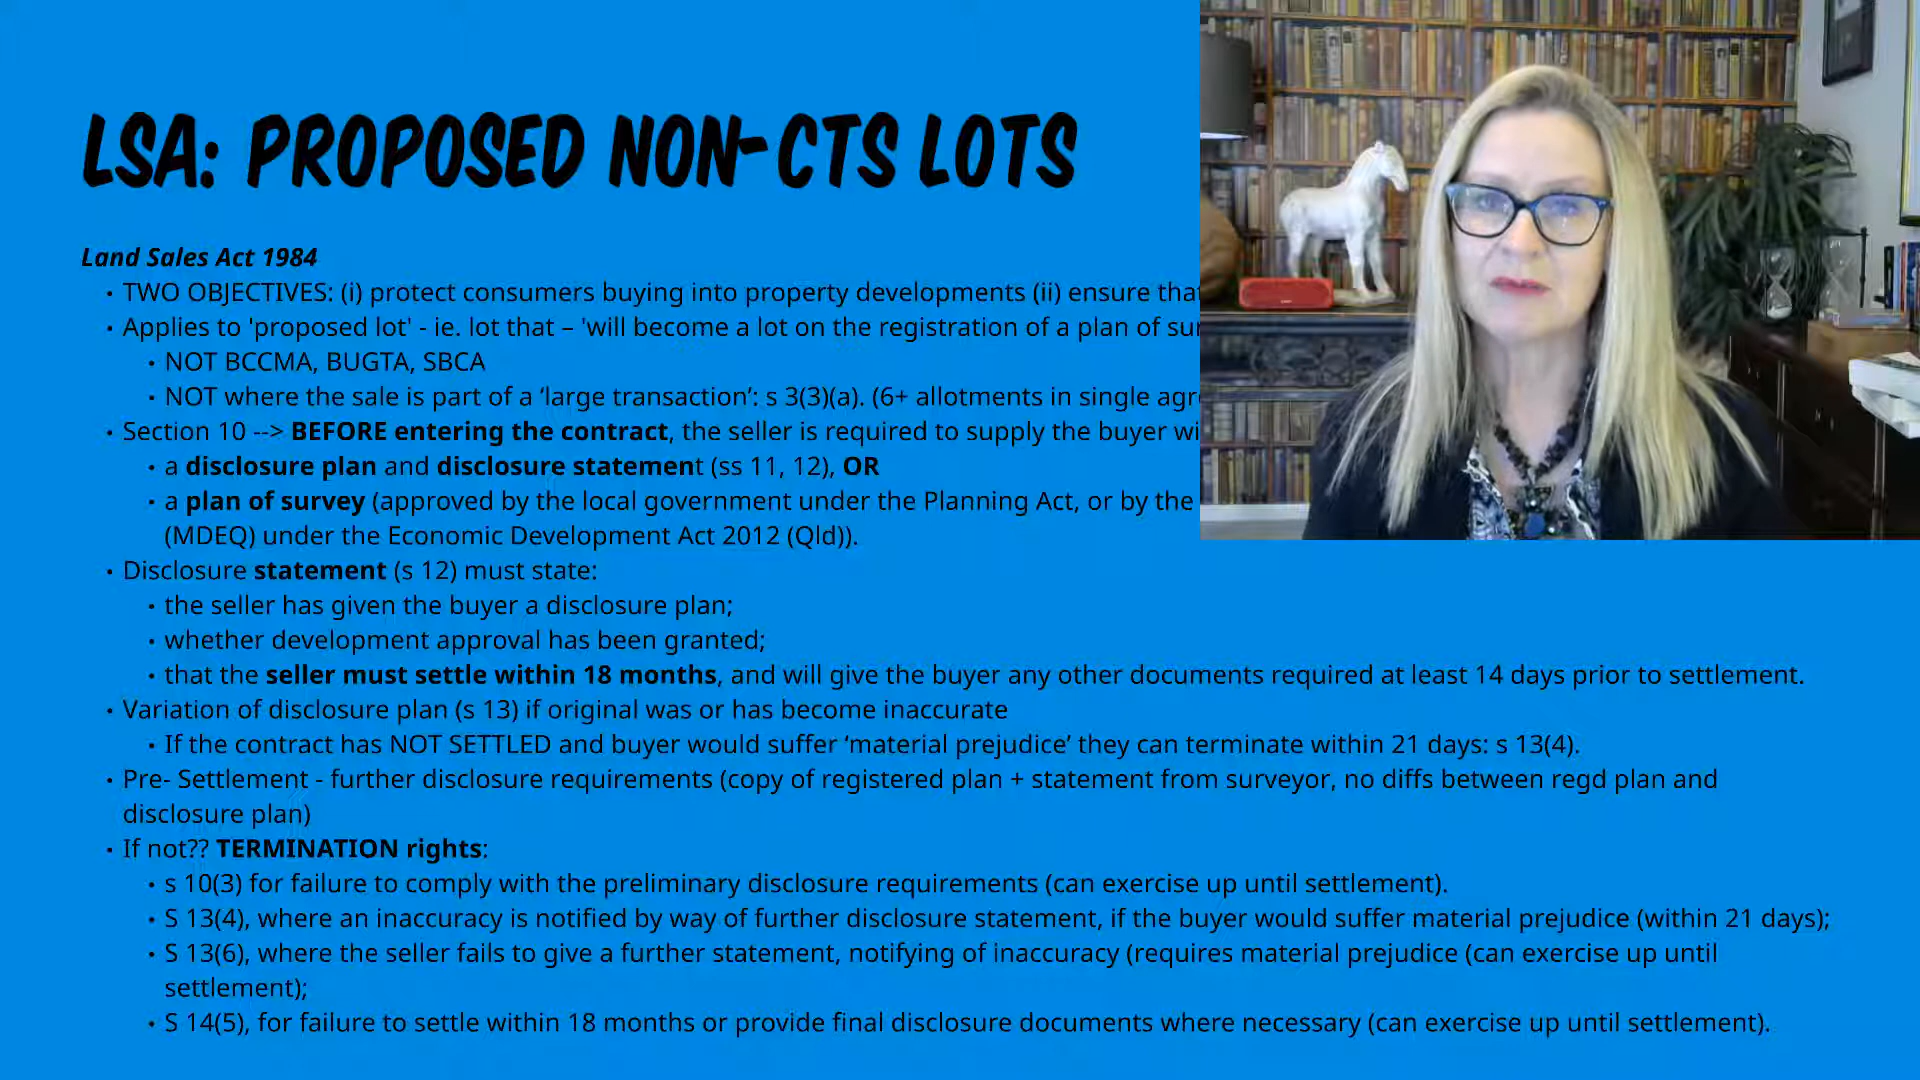 LSA: PROPOSED NON-CTS LOTS
Land Sales Act 1984
• TWO OBJECTIVES: (i) protect consumers buying into property developments (ii) ensure that
• Applies to 'proposed lot' - ie. lot that – 'will become a lot on the registration of a plan of
• NOT BCCMA, BUGTA, SBCA
• NOT where the sale is part of a ‘large transaction’: s 3(3)(a). (6+ allotments in single
• Section 10 --> BEFORE entering the contract, the seller is required to supply the buyer
• a disclosure plan and disclosure statement (ss 11, 12), OR
• a plan of survey (approved by the local government under the Planning Act, or by the
(MDEQ) under the Economic Development Act 2012 (Qld)).
• Disclosure statement (s 12) must state:
• the seller has given the buyer a disclosure plan;
• whether development approval has been granted;
• that the seller must settle within 18 months, and will give the buyer any other documents required at least 14 days prior to settlement.
• Variation of disclosure plan (s 13) if original was or has become inaccurate
• If the contract has NOT SETTLED and buyer would suffer ‘material prejudice’ they can terminate within 21 days: s 13(4).
• Pre- Settlement - further disclosure requirements (copy of registered plan + statement from surveyor, no diffs between regd plan and
disclosure plan)
• If not?? TERMINATION rights:
• s 10(3) for failure to comply with the preliminary disclosure requirements (can exercise up until settlement).
• S 13(4), where an inaccuracy is notified by way of further disclosure statement, if the buyer would suffer material prejudice (within 21 days);
• S 13(6), where the seller fails to give a further statement, notifying of inaccuracy (requires material prejudice (can exercise up until
settlement);
• S 14(5), for failure to settle within 18 months or provide final disclosure documents where necessary (can exercise up until settlement).